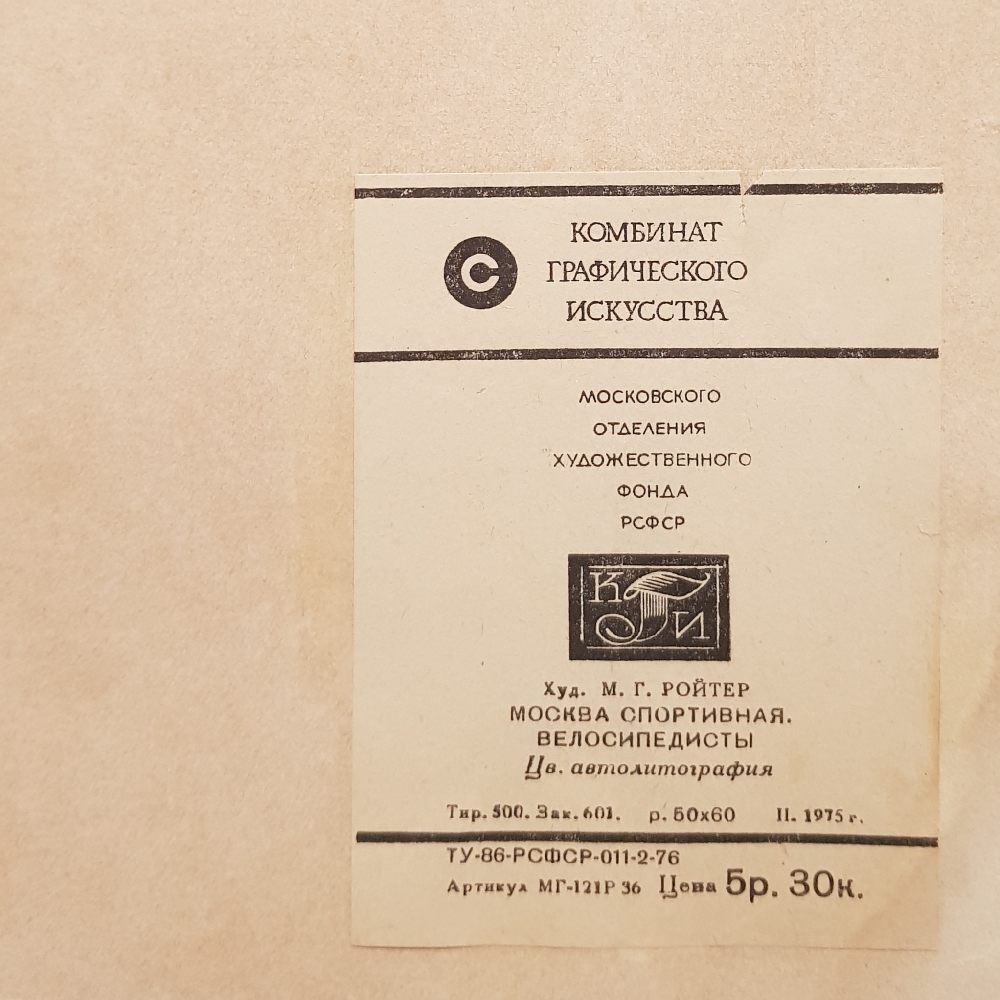 С
КОМБИНАТ
ГРАФИЧЕСКОГО
ИСКУССТВА
МОСКОВСКОГО
ОТДЕЛЕНИЯ
ХУДОЖЕСТВЕННОГО
ФОНДА
РСФСР
КГИ
Худ. М. Г. РОЙТЕР
МОСКВА СПОРТИВНАЯ.
ВЕЛОСИПЕДИСТЫ
Цв. автолитография
Тир. 500. Зак. 601. р. 50х60 II. 1975 г.
ТУ-86-РСФСР-011-2-76
Артикул МГ-121Р 36 Цена 5р. 30к.